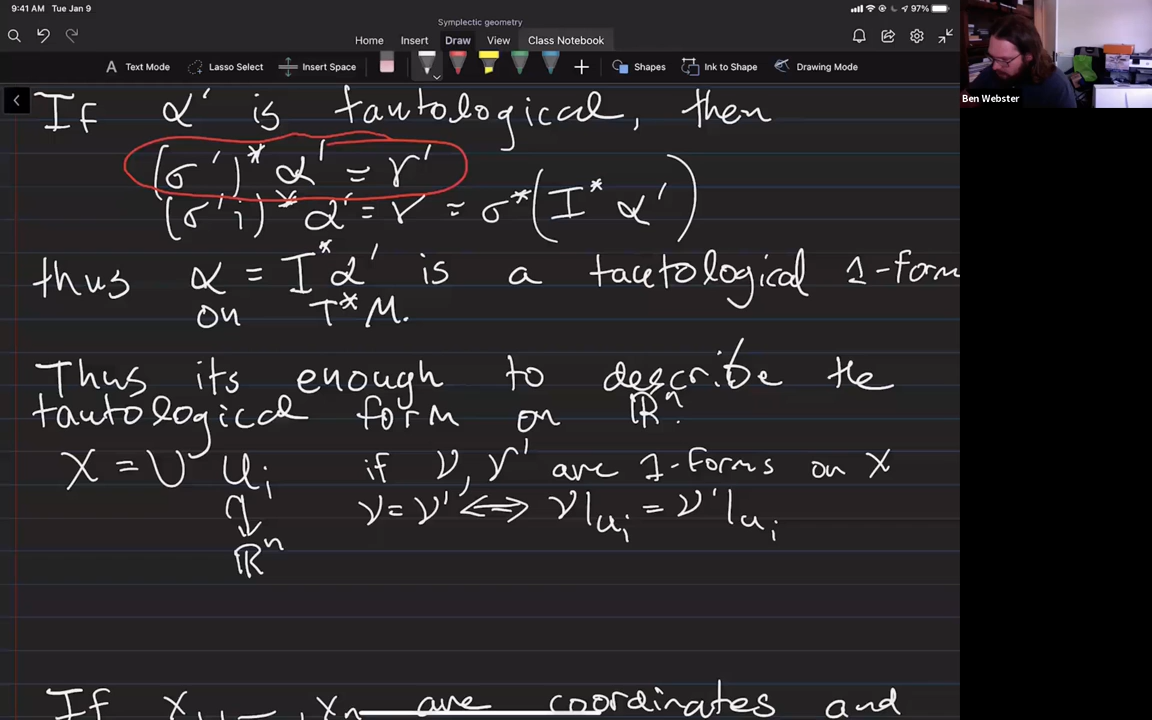 9:41 AM Tue Jan 9
97%
Symplectic geometry
Home Insert Draw View Class Notebook
Text Mode Lasso Select Insert Space Shapes Ink to Shape Drawing Mode
Ben Webster
If α' is tautological, then
(σ')* α' = ν'
(σ'i)* α' = ν = σ*(I* α')
thus α = I* α' is a tautological 1-form
on T*M.
Thus its enough to describe the
tautological form on ℝⁿ.
X = ∪ Uᵢ if ν, ν' are 1-forms on X
ν = ν' ⟺ ν|uᵢ = ν'|uᵢ
ℝⁿ
If x₁, ..., xₙ are coordinates and